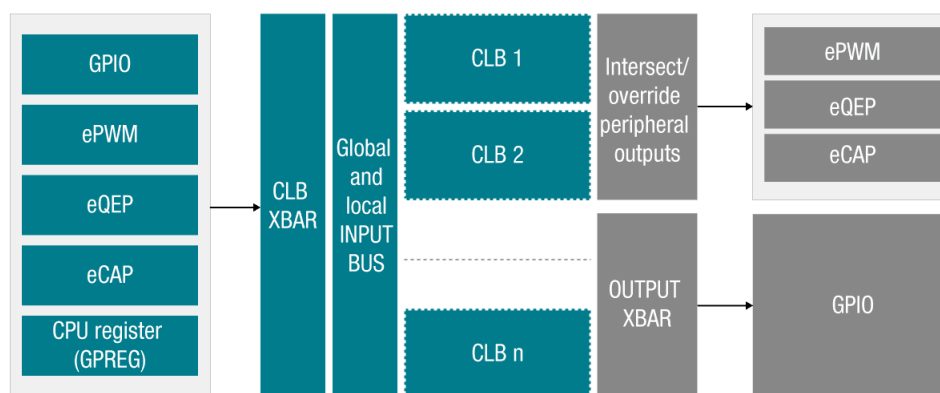 GPIO
ePWM
eQEP
eCAP
CPU register
(GPREG)
CLB
XBAR
Global
and
local
INPUT
BUS
CLB 1
CLB 2
CLB n
Intersect/
override
peripheral
outputs
OUTPUT
XBAR
ePWM
eQEP
eCAP
GPIO